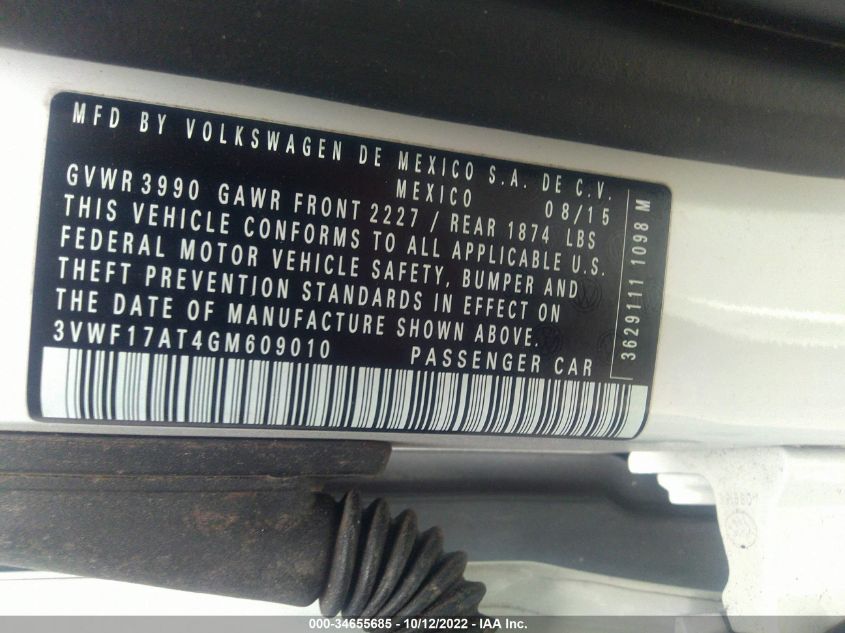 MFD BY VOLKSWAGEN DE MEXICO S.A. DE C.V.
MEXICO 08/15
GVWR 3990 GAWR FRONT 2227 / REAR 1874 LBS
THIS VEHICLE CONFORMS TO ALL APPLICABLE U.S.
FEDERAL MOTOR VEHICLE SAFETY, BUMPER AND
THEFT PREVENTION STANDARDS IN EFFECT ON
THE DATE OF MANUFACTURE SHOWN ABOVE.
3VWF17AT4GM609010 PASSENGER CAR
3629111 1098 M
000-34655685 - 10/12/2022 - IAA Inc.